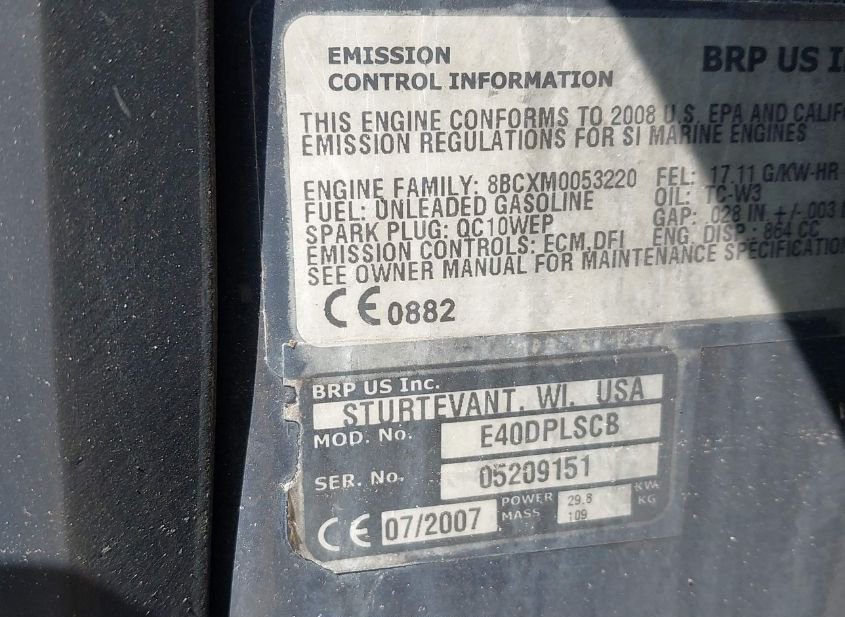 EMISSION
CONTROL INFORMATION
BRP US
THIS ENGINE CONFORMS TO 2008 U.S. EPA AND
EMISSION REGULATIONS FOR SI MARINE ENGINES
ENGINE FAMILY: 8BCXM0053220 FEL: 17.11 G/KW-HR
FUEL: UNLEADED GASOLINE OIL: TC-W3
SPARK PLUG: QC10WEP GAP: .028 IN. +/-.003
EMISSION CONTROLS: ECM,DFI ENG. DISP.: 864 CC
SEE OWNER MANUAL FOR MAINTENANCE SPECIFICATION
CE 0882
BRP US Inc.
STURTEVANT, WI. USA
MOD. No. E40DPLSCB
SER. No. 05209151
CE 07/2007 POWER 29.8 KW
MASS 109 KG